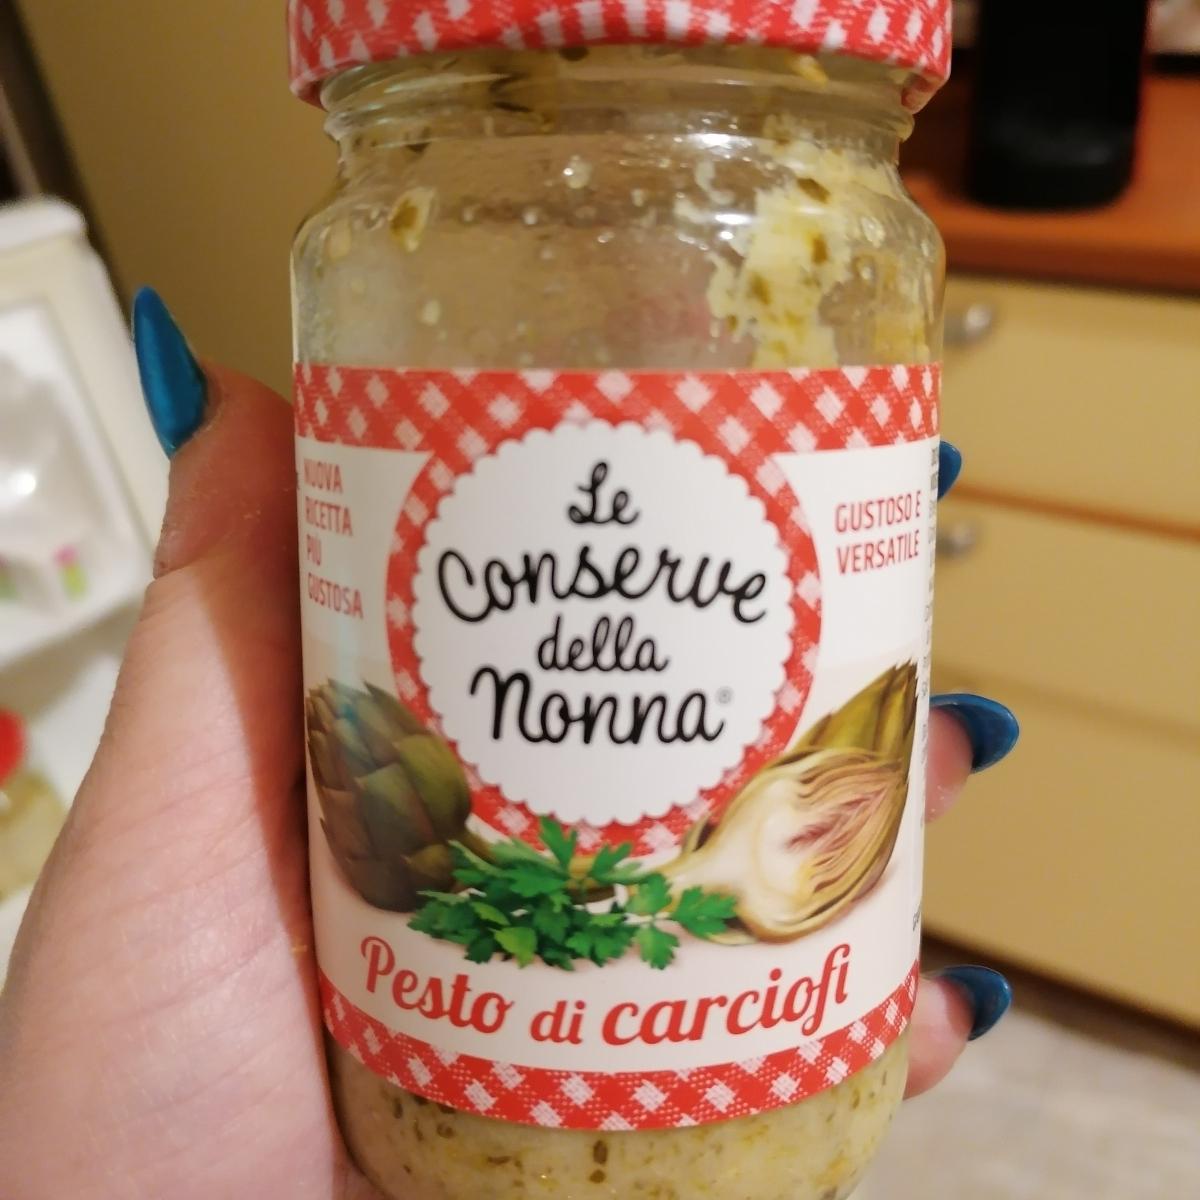 NUOVA
RICETTA
PIÙ
GUSTOSA
Le
Conserve
della
Nonna®
GUSTOSO E
VERSATILE
Pesto di carciofi